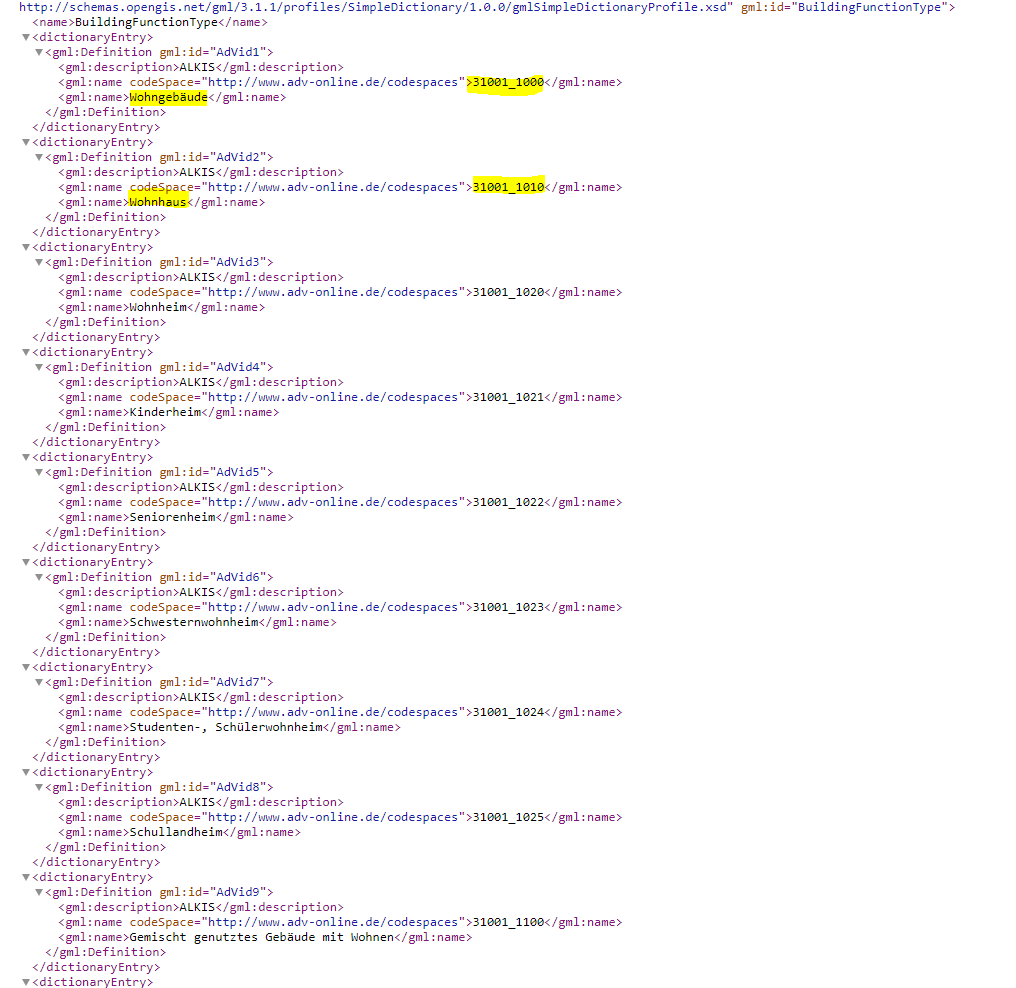 http://schemas.opengis.net/gml/3.1.1/profiles/SimpleDictionary/1.0.0/gmlSimpleDictionaryProfile.xsd" gml:id="BuildingFunctionType">
<name>BuildingFunctionType</name>
▼<dictionaryEntry>
▼<gml:Definition gml:id="AdVid1">
<gml:description>ALKIS</gml:description>
<gml:name codeSpace="http://www.adv-online.de/codespaces">31001_1000</gml:name>
<gml:name>Wohngebäude</gml:name>
</gml:Definition>
</dictionaryEntry>
▼<dictionaryEntry>
▼<gml:Definition gml:id="AdVid2">
<gml:description>ALKIS</gml:description>
<gml:name codeSpace="http://www.adv-online.de/codespaces">31001_1010</gml:name>
<gml:name>Wohnhaus</gml:name>
</gml:Definition>
</dictionaryEntry>
▼<dictionaryEntry>
▼<gml:Definition gml:id="AdVid3">
<gml:description>ALKIS</gml:description>
<gml:name codeSpace="http://www.adv-online.de/codespaces">31001_1020</gml:name>
<gml:name>Wohnheim</gml:name>
</gml:Definition>
</dictionaryEntry>
▼<dictionaryEntry>
▼<gml:Definition gml:id="AdVid4">
<gml:description>ALKIS</gml:description>
<gml:name codeSpace="http://www.adv-online.de/codespaces">31001_1021</gml:name>
<gml:name>Kinderheim</gml:name>
</gml:Definition>
</dictionaryEntry>
▼<dictionaryEntry>
▼<gml:Definition gml:id="AdVid5">
<gml:description>ALKIS</gml:description>
<gml:name codeSpace="http://www.adv-online.de/codespaces">31001_1022</gml:name>
<gml:name>Seniorenheim</gml:name>
</gml:Definition>
</dictionaryEntry>
▼<dictionaryEntry>
▼<gml:Definition gml:id="AdVid6">
<gml:description>ALKIS</gml:description>
<gml:name codeSpace="http://www.adv-online.de/codespaces">31001_1023</gml:name>
<gml:name>Schwesternwohnheim</gml:name>
</gml:Definition>
</dictionaryEntry>
▼<dictionaryEntry>
▼<gml:Definition gml:id="AdVid7">
<gml:description>ALKIS</gml:description>
<gml:name codeSpace="http://www.adv-online.de/codespaces">31001_1024</gml:name>
<gml:name>Studenten-, Schülerwohnheim</gml:name>
</gml:Definition>
</dictionaryEntry>
▼<dictionaryEntry>
▼<gml:Definition gml:id="AdVid8">
<gml:description>ALKIS</gml:description>
<gml:name codeSpace="http://www.adv-online.de/codespaces">31001_1025</gml:name>
<gml:name>Schullandheim</gml:name>
</gml:Definition>
</dictionaryEntry>
▼<dictionaryEntry>
▼<gml:Definition gml:id="AdVid9">
<gml:description>ALKIS</gml:description>
<gml:name codeSpace="http://www.adv-online.de/codespaces">31001_1100</gml:name>
<gml:name>Gemischt genutztes Gebäude mit Wohnen</gml:name>
</gml:Definition>
</dictionaryEntry>
▼<dictionaryEntry>